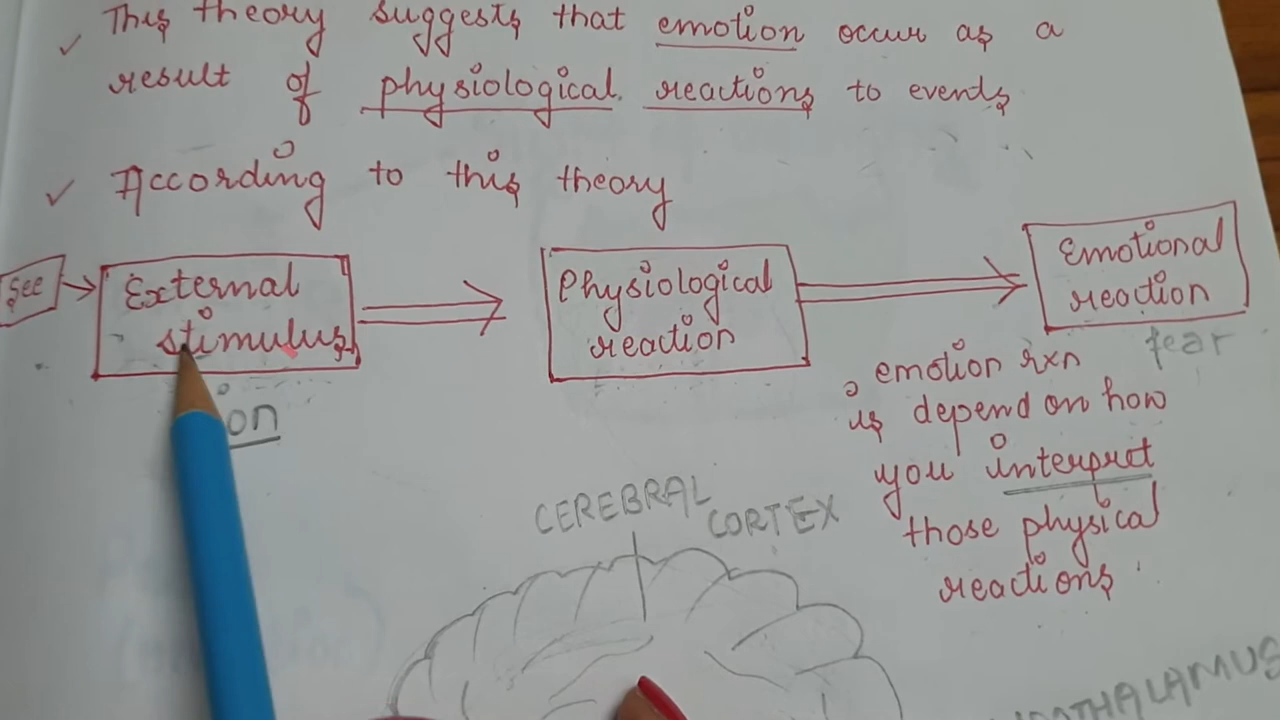 This theory suggests that emotion occur as a
result of physiological reactions to events
According to this theory
See
External
stimulus
Physiological
reaction
Emotional
reaction
fear
emotion rxn
is depend on how
you interpret
those physical
reactions
CEREBRAL
CORTEX